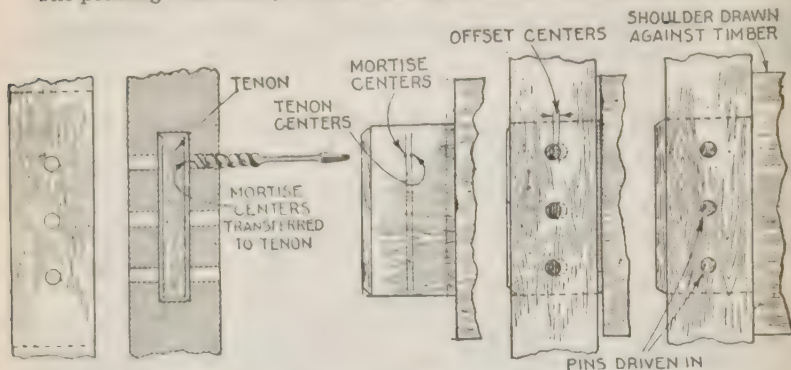 TENON
MORTISE
CENTERS
TRANSFERRED
TO TENON
MORTISE
CENTERS
TENON
CENTERS
OFFSET CENTERS
SHOULDER DRAWN
AGAINST TIMBER
PINS DRIVEN IN